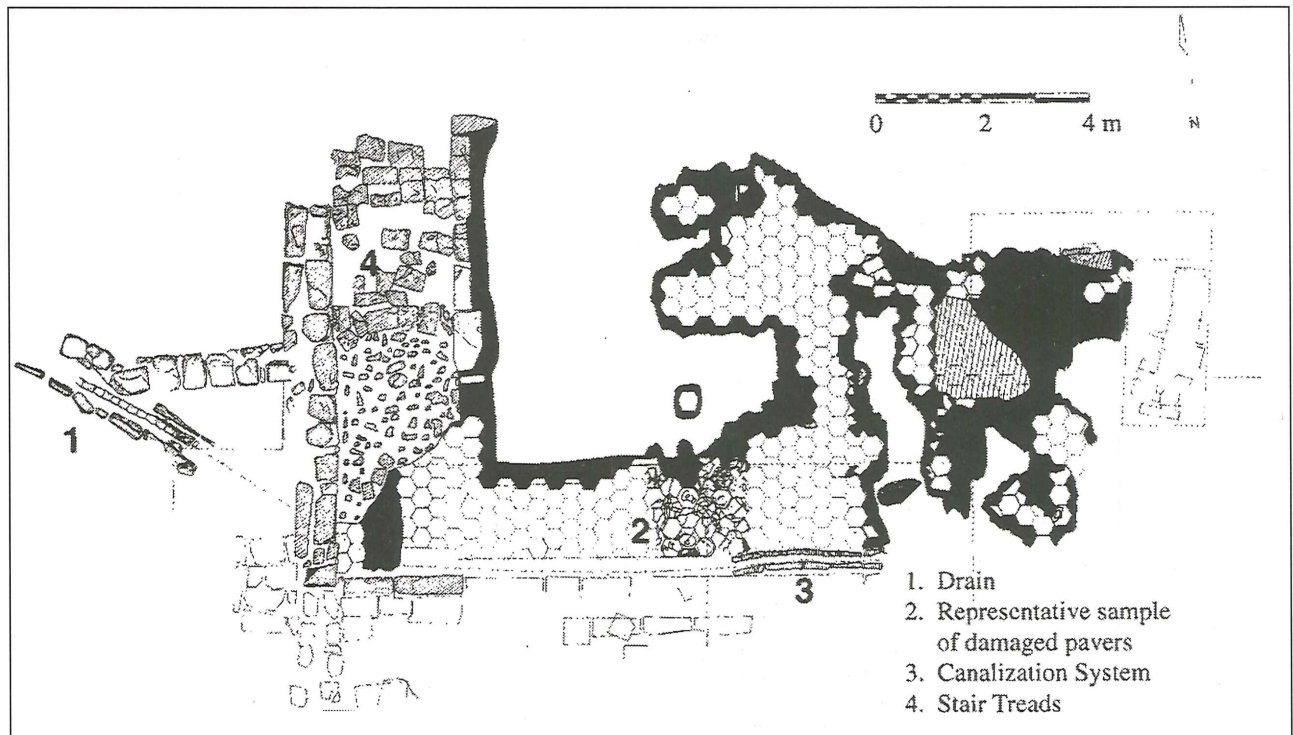 N
0 2 4 m
4
1
2
3
1. Drain
2. Representative sample
of damaged pavers
3. Canalization System
4. Stair Treads